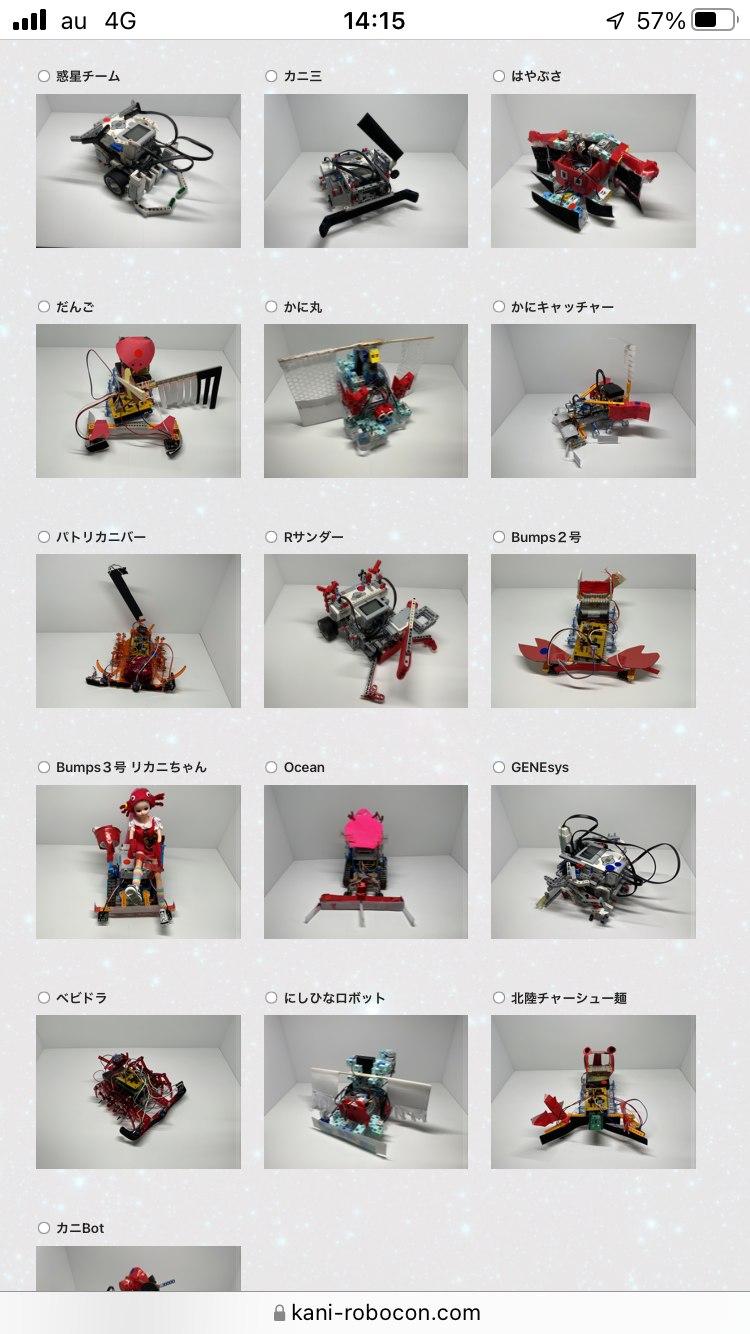 au 4G 14:15 57%
惑星チーム カニ三 はやぶさ
だんご かに丸 かにキャッチャー
パトリカニバー Rサンダー Bumps２号
Bumps３号 リカニちゃん Ocean GENEsys
ベビドラ にしひなロボット 北陸チャーシュー麺
カニBot
kani-robocon.com